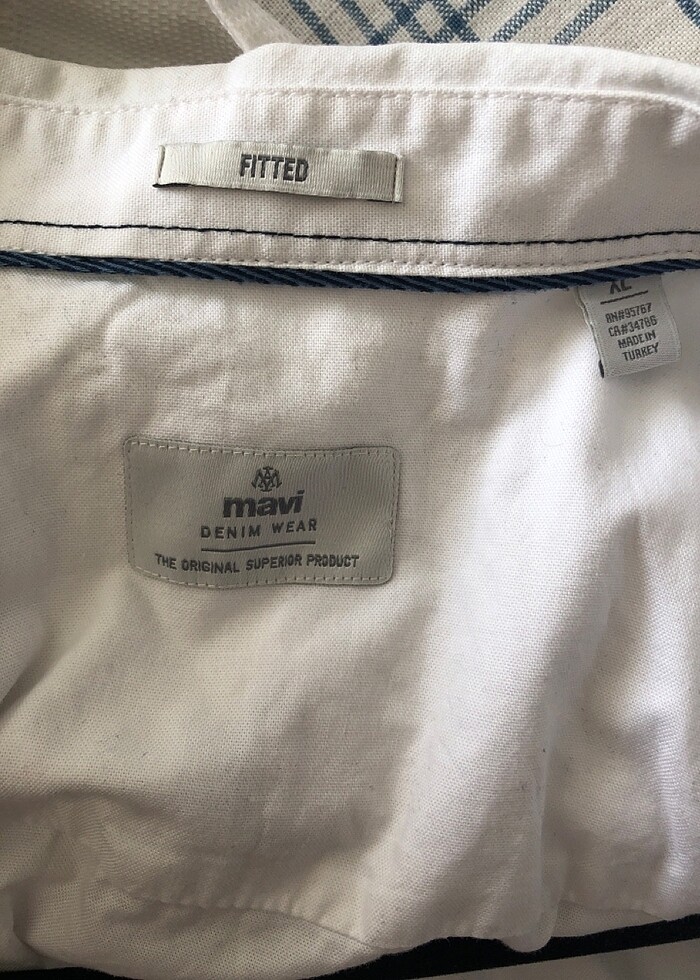 FITTED
XL
RN#95767
CA#34786
MADE IN
TURKEY
mavi
DENIM WEAR
THE ORIGINAL SUPERIOR PRODUCT